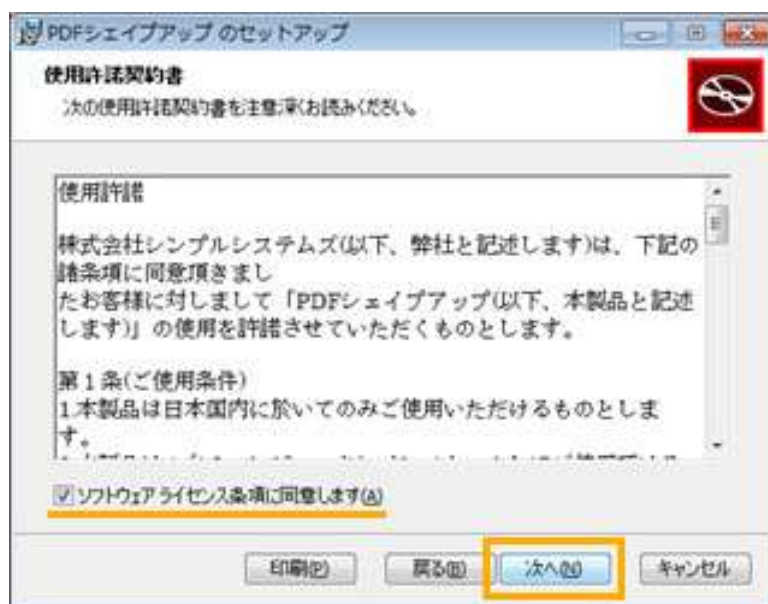 PDFシェイプアップ のセットアップ
使用許諾契約書
次の使用許諾契約書を注意深くお読みください。
使用許諾
株式会社シンプルシステムズ(以下、弊社と記述します)は、下記の
諸条項に同意頂きまし
たお客様に対しまして「PDFシェイプアップ(以下、本製品と記述
します)」の使用を許諾させていただくものとします。
第1条(ご使用条件)
1.本製品は日本国内に於いてのみご使用いただけるものとしま
す。
ソフトウェア ライセンス条項に同意します(A)
印刷(P)
戻る(B)
次へ(N)
キャンセル